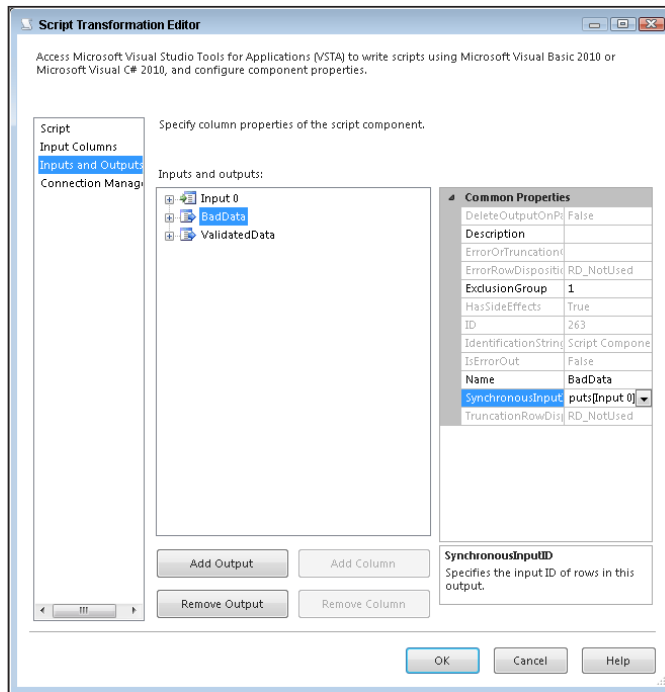 Script Transformation Editor
Access Microsoft Visual Studio Tools for Applications (VSTA) to write scripts using Microsoft Visual Basic 2010 or
Microsoft Visual C# 2010, and configure component properties.
Script
Input Columns
Inputs and Outputs
Connection Manag
Specify column properties of the script component.
Inputs and outputs:
Input 0
BadData
ValidatedData
Common Properties
DeleteOutputOnPa False
Description
ErrorOrTruncationO
ErrorRowDispositic RD_NotUsed
ExclusionGroup 1
HasSideEffects True
ID 263
IdentificationString Script Compone
IsErrorOut False
Name BadData
SynchronousInput puts[Input 0]
TruncationRowDisp RD_NotUsed
SynchronousInputID
Specifies the input ID of rows in this
output.
Add Output Add Column
Remove Output Remove Column
OK Cancel Help